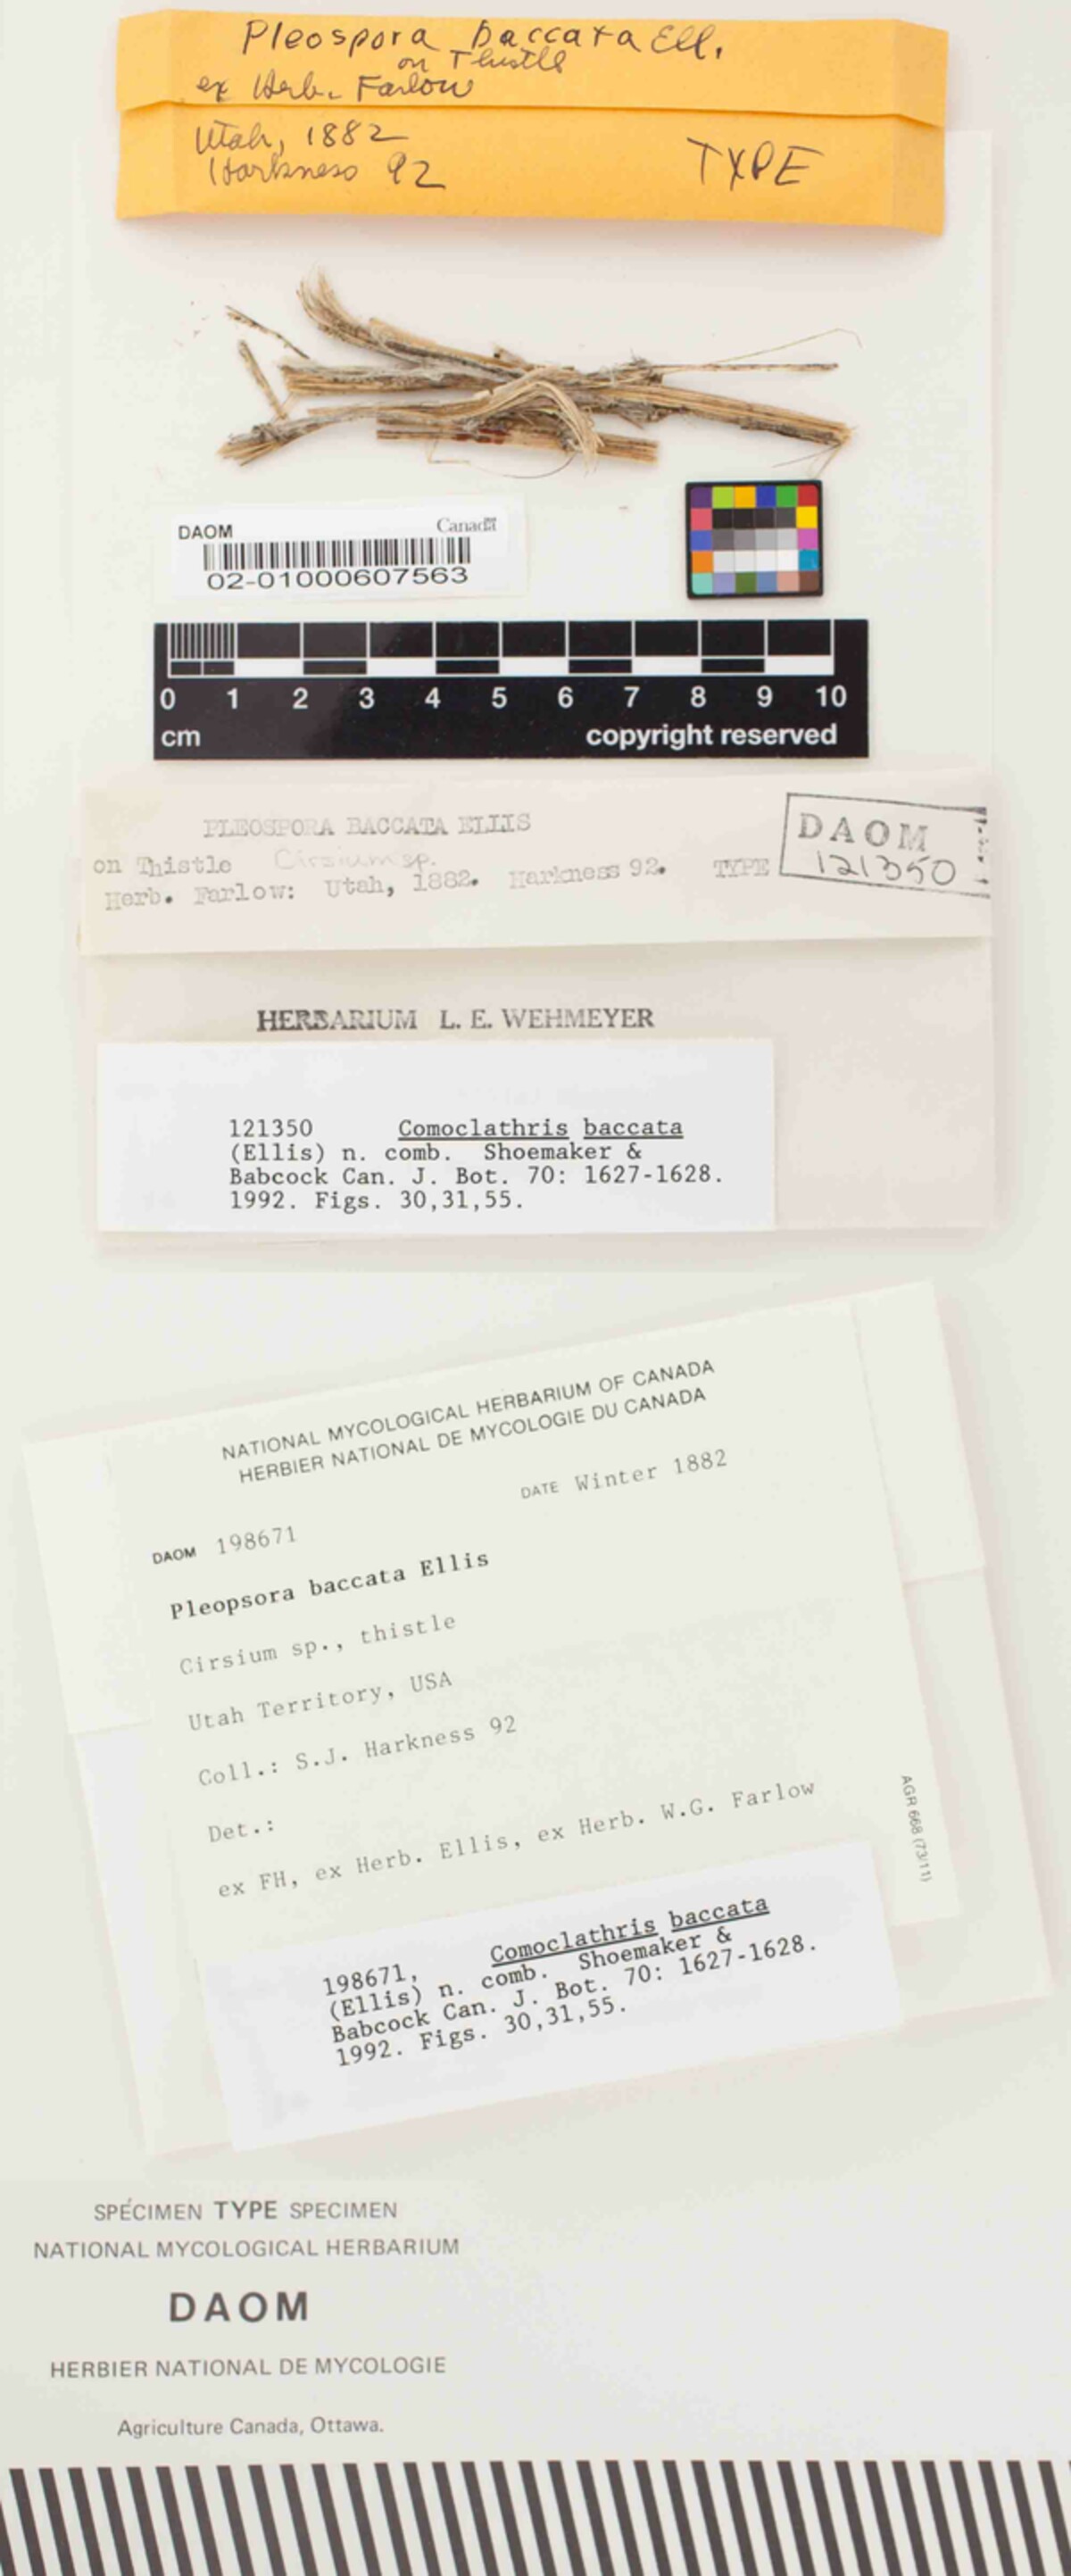 Pleospora baccata Ell.
on Thistle
ex Herb. Farlow
Utah, 1882
Harkness 92
TYPE
DAOM
Canada
02-01000607563
0 1 2 3 4 5 6 7 8 9 10
cm
copyright reserved
PLEOSPORA BACCATA ELLIS
on Thistle Cirsium sp.
Herb. Farlow: Utah, 1882. Harkness 92. TYPE
DAOM
121350
HERBARIUM L. E. WEHMEYER
121350 Comoclathris baccata
(Ellis) n. comb. Shoemaker &
Babcock Can. J. Bot. 70: 1627-1628.
1992. Figs. 30,31,55.
NATIONAL MYCOLOGICAL HERBARIUM OF CANADA
HERBIER NATIONAL DE MYCOLOGIE DU CANADA
DATE Winter 1882
DAOM 198671
Pleopsora baccata Ellis
Cirsium sp., thistle
Utah Territory, USA
Coll.: S.J. Harkness 92
Det.:
ex FH, ex Herb. Ellis, ex Herb. W.G. Farlow
AGR 668 (73/11)
198671, Comoclathris baccata
(Ellis) n. comb. Shoemaker &
Babcock Can. J. Bot. 70: 1627-1628.
1992. Figs. 30,31,55.
SPÉCIMEN TYPE SPECIMEN
NATIONAL MYCOLOGICAL HERBARIUM
DAOM
HERBIER NATIONAL DE MYCOLOGIE
Agriculture Canada, Ottawa.